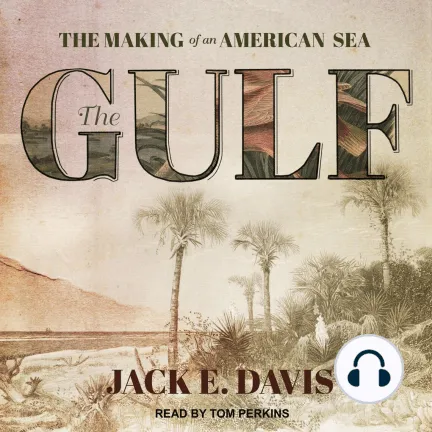 THE MAKING of an AMERICAN SEA
The
GULF
JACK E. DAVIS
READ BY TOM PERKINS